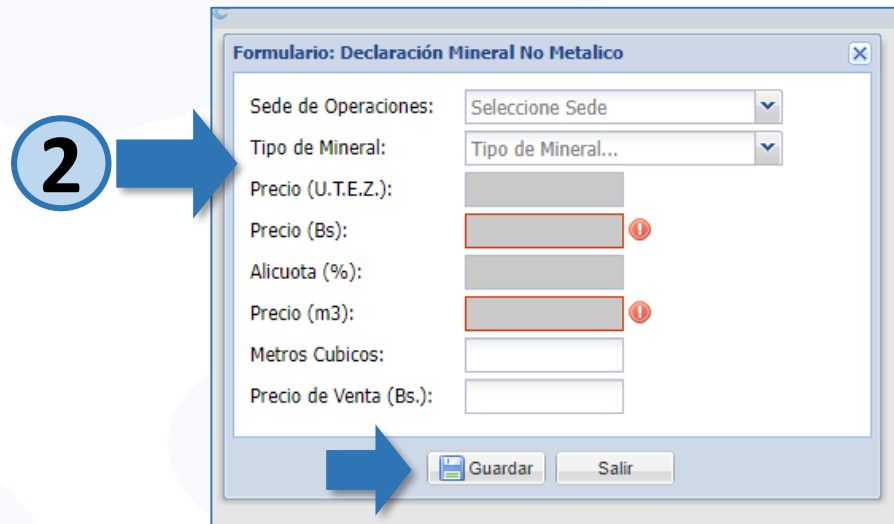 Formulario: Declaración Mineral No Metalico
Sede de Operaciones: Seleccione Sede
2
Tipo de Mineral: Tipo de Mineral...
Precio (U.T.E.Z.):
Precio (Bs):
Alicuota (%):
Precio (m3):
Metros Cubicos:
Precio de Venta (Bs.):
Guardar Salir